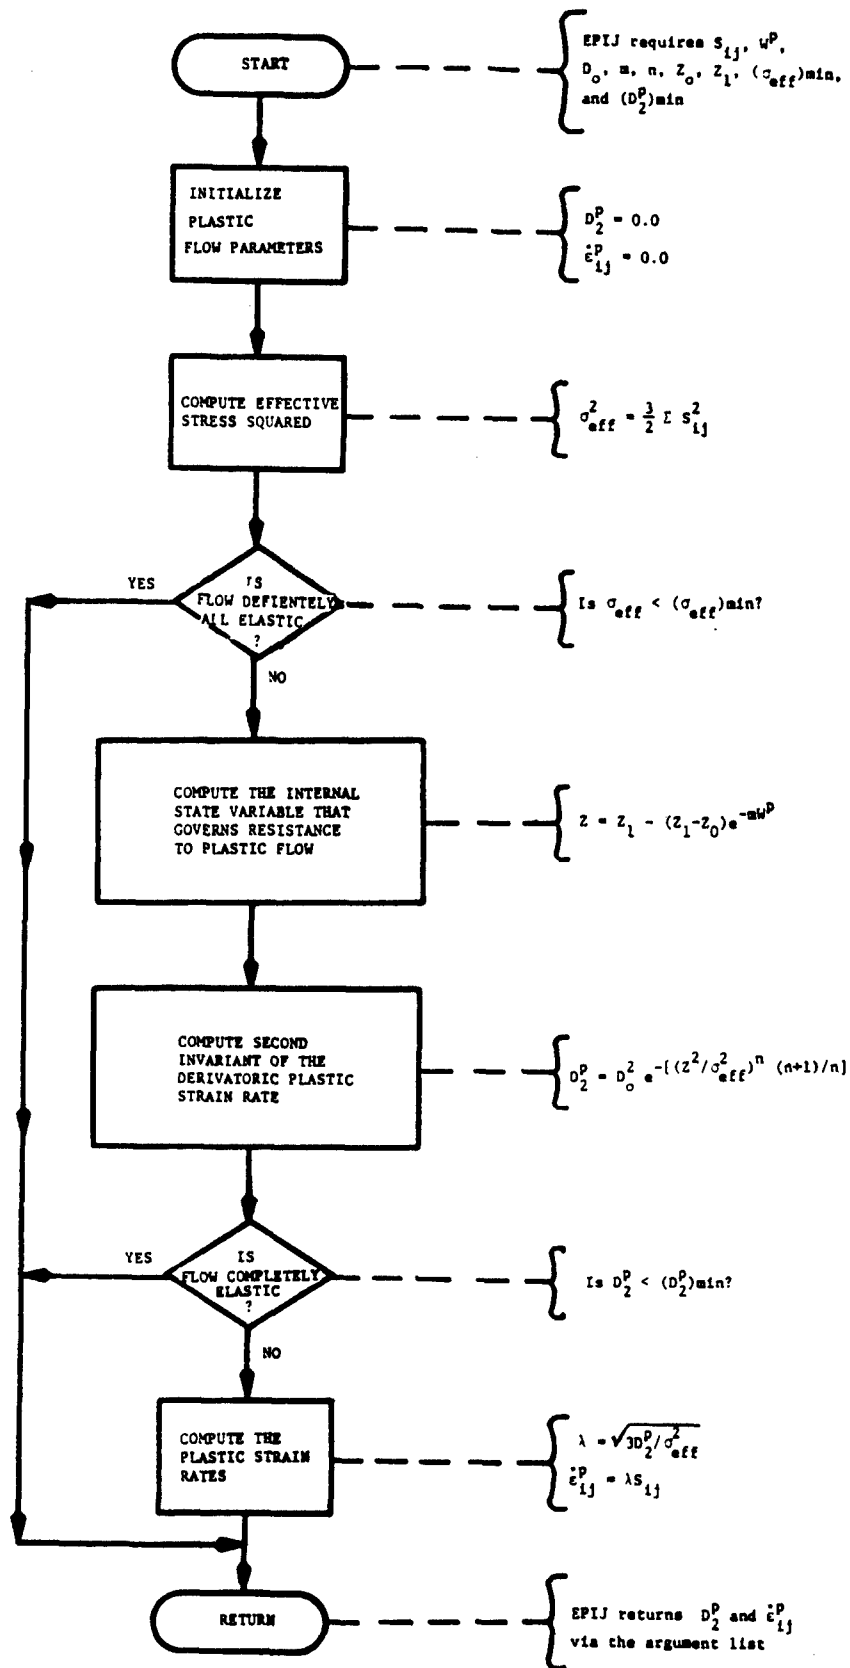 START
EPIJ requires S_ij, W^P,
D_o, m, n, Z_o, Z_1, (σ_eff)min,
and (D_2^P)min
INITIALIZE
PLASTIC
FLOW PARAMETERS
D_2^P = 0.0
ε̇_ij^P = 0.0
COMPUTE EFFECTIVE
STRESS SQUARED
σ_eff^2 = 3/2 Σ S_ij^2
YES
IS
FLOW DEFIENTELY
ALL ELASTIC
?
Is σ_eff < (σ_eff)min?
NO
COMPUTE THE INTERNAL
STATE VARIABLE THAT
GOVERNS RESISTANCE
TO PLASTIC FLOW
Z = Z_1 - (Z_1-Z_0)e^-mW^P
COMPUTE SECOND
INVARIANT OF THE
DERIVATORIC PLASTIC
STRAIN RATE
D_2^P = D_o^2 e^-[(Z^2/σ_eff^2)^n (n+1)/n]
YES
IS
FLOW COMPLETELY
ELASTIC
?
Is D_2^P < (D_2^P)min?
NO
COMPUTE THE
PLASTIC STRAIN
RATES
λ = √3D_2^P/σ_eff^2
ε̇_ij^P = λS_ij
RETURN
EPIJ returns D_2^P and ε̇_ij^P
via the argument list